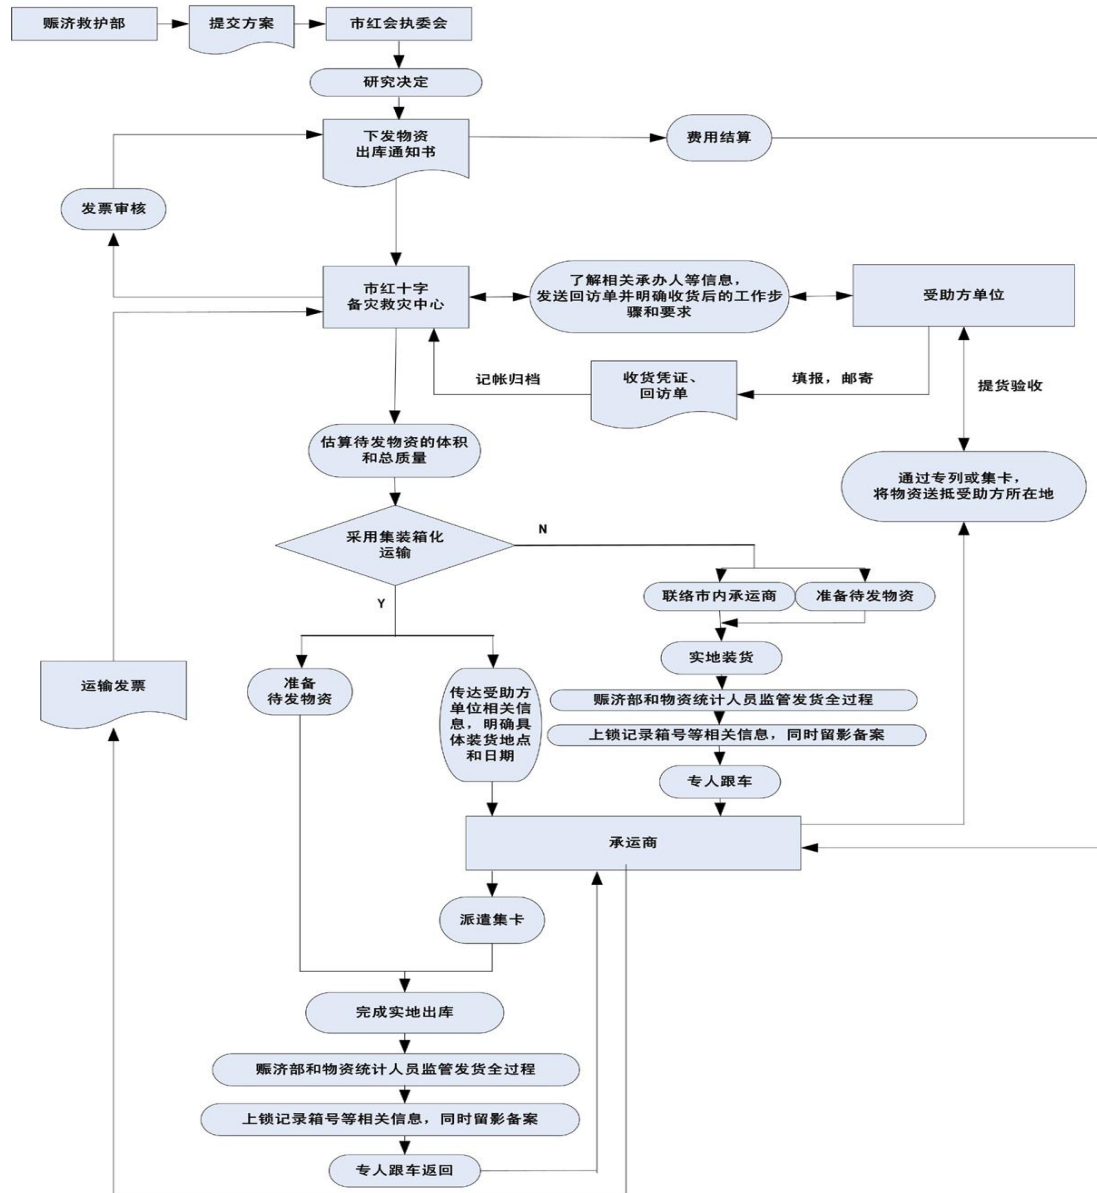 赈济救护部
提交方案
市红会执委会
研究决定
下发物资
出库通知书
费用结算
发票审核
市红十字
备灾救灾中心
了解相关承办人等信息，
发送回访单并明确收货后的工作步
骤和要求
受助方单位
记帐归档
收货凭证、
回访单
填报，邮寄
提货验收
估算待发物资的体积
和总质量
通过专列或集卡，
将物资送抵受助方所在地
采用集装箱化
运输
N
Y
联络市内承运商
准备待发物资
实地装货
运输发票
准备
待发物资
传达受助方
单位相关信
息，明确具
体装货地点
和日期
赈济部和物资统计人员监管发货全过程
上锁记录箱号等相关信息，同时留影备案
专人跟车
承运商
派遣集卡
完成实地出库
赈济部和物资统计人员监管发货全过程
上锁记录箱号等相关信息，同时留影备案
专人跟车返回